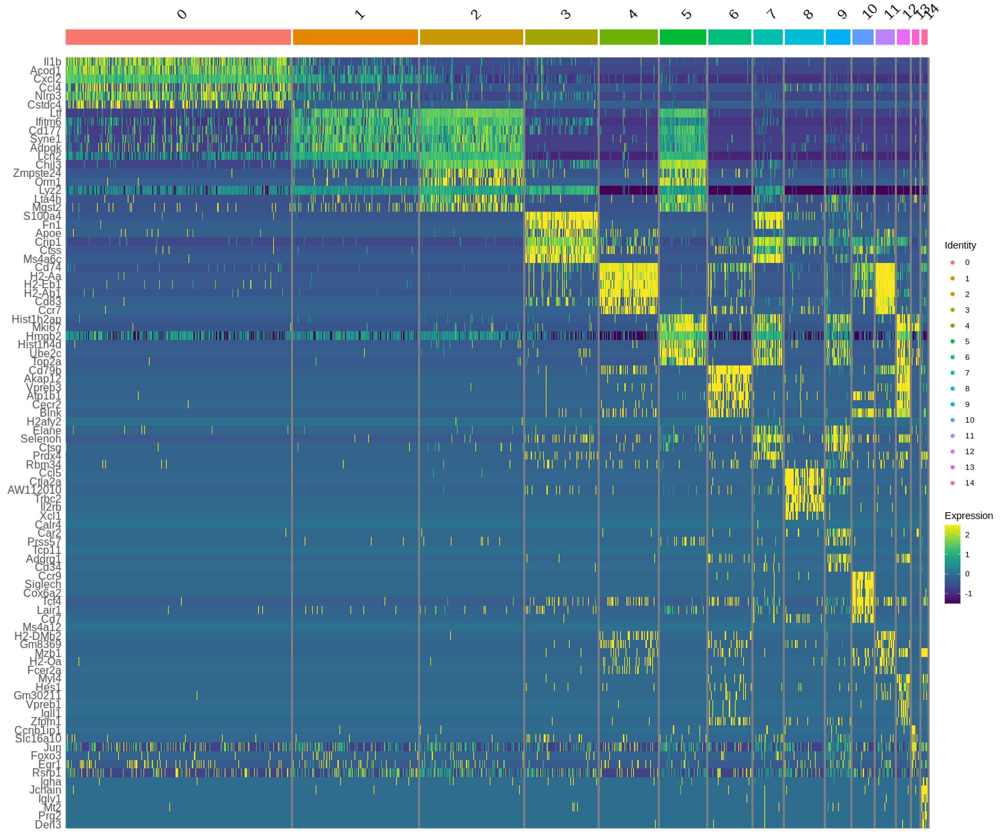 0 1 2 3 4 5 6 7 8 9 10 11 12 13 14
Il1b
Acod1
Cxcl2
Ccl4
Nlrp3
Cstdc4
Ltf
Ifitm6
Cd177
Syne1
Adpgk
Lcn2
Chil3
Zmpste24
Orm1
Lyz2
Lta4h
Mgst2
S100a4
Fn1
Apoe
Crip1
Ctss
Ms4a6c
Cd74
H2-Aa
H2-Eb1
H2-Ab1
Cd83
Ccr7
Hist1h2ap
Mki67
Hmgb2
Hist1h4d
Ube2c
Top2a
Cd79b
Akap12
Vpreb3
Atp1b1
Cecr2
Blnk
H2afy2
Elane
Selenoh
Ctsg
Prdx4
Rbm34
Ccl5
Ctla2a
AW112010
Trbc2
Il2rb
Xcl1
Calr4
Car2
Prss57
Tcp11
Adgrg1
Cd34
Ccr9
Siglech
Cox6a2
Tcf4
Lair1
Cd7
Ms4a12
H2-DMb2
Gm8369
Mzb1
H2-Oa
Fcer2a
Myl4
Hes1
Gm30211
Vpreb1
Igll1
Zfpm1
Ccnb1ip1
Slc16a10
Jun
Foxo3
Egr1
Rsrp1
Igha
Jchain
Iglv1
Mt2
Prg2
Derl3
Identity
0
1
2
3
4
5
6
7
8
9
10
11
12
13
14
Expression
2
1
0
-1